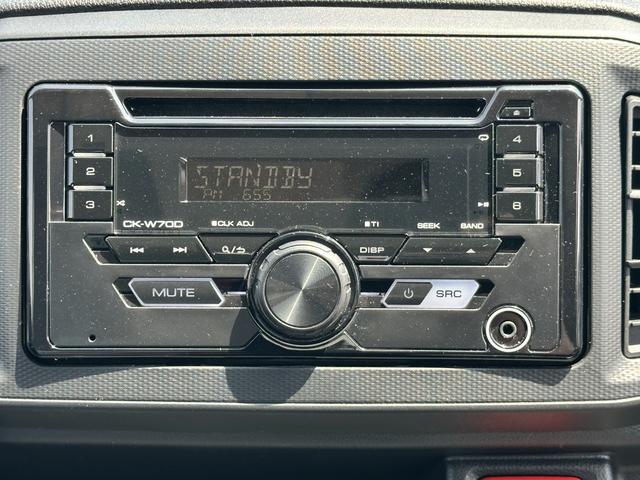 1
2
3
4
5
6
STANDBY
AM 655
CK-W70D
CLK ADJ
TI
SEEK
BAND
DISP
MUTE
SRC